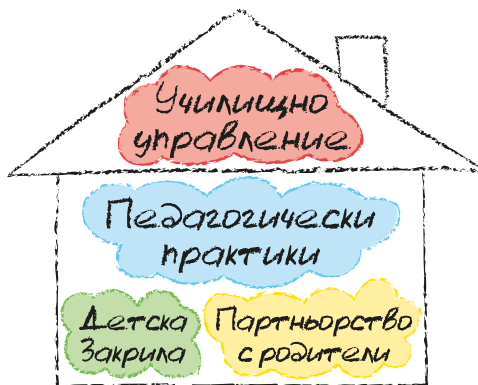 Училищно
управление
Педагогически
практики
Детска
Закрила
Партньорство
с родители